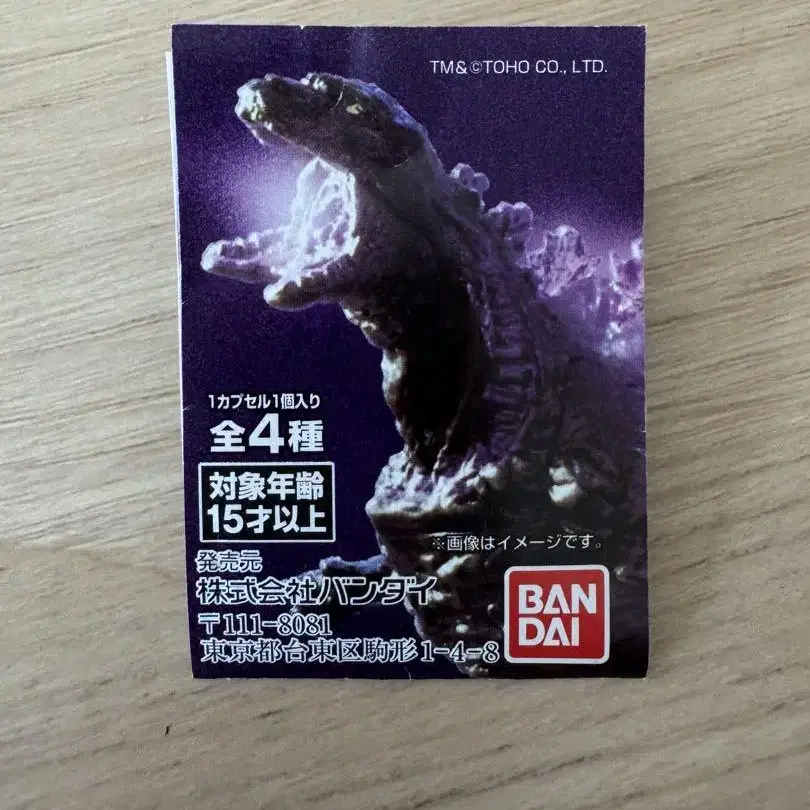 TM&©TOHO CO., LTD.
1カプセル1個入り
全4種
対象年齢
15才以上
※画像はイメージです。
発売元
株式会社バンダイ
〒111-8081
東京都台東区駒形1-4-8
BAN
DAI